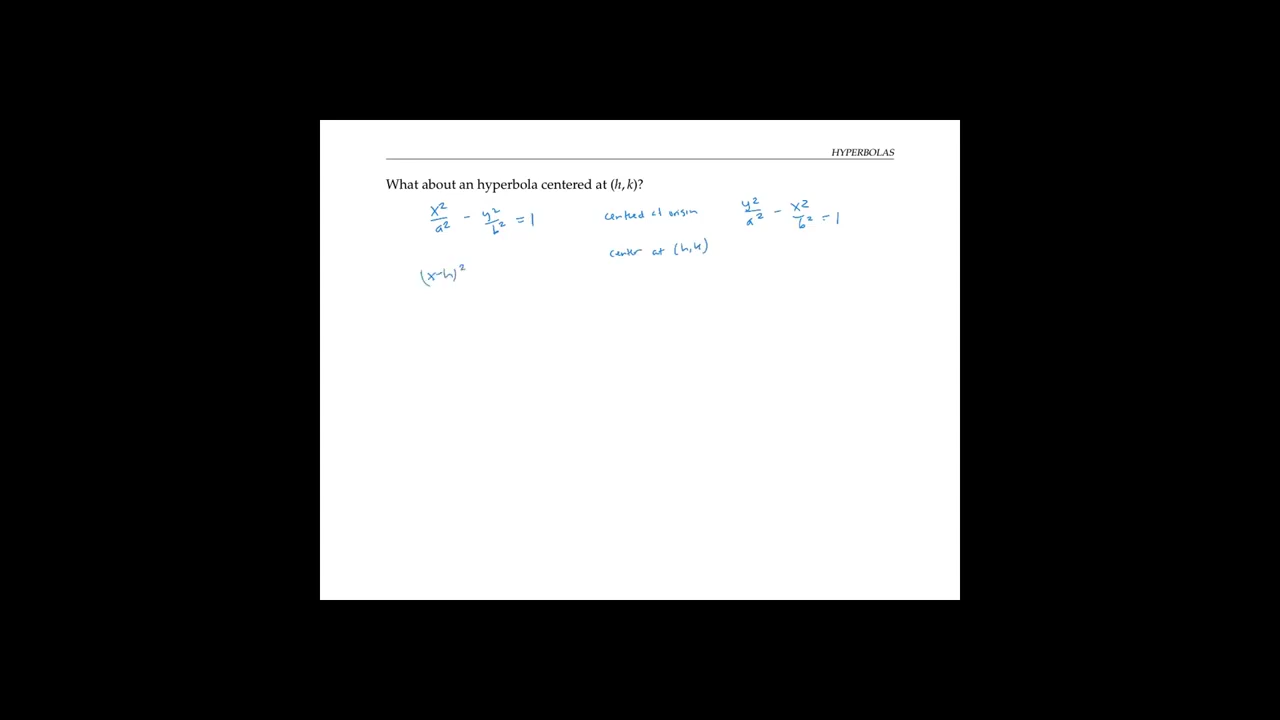 HYPERBOLAS
What about an hyperbola centered at (h, k)?
x²/a² - y²/b² = 1 centered at origin y²/a² - x²/b² = 1
center at (h, k)
(x-h)²